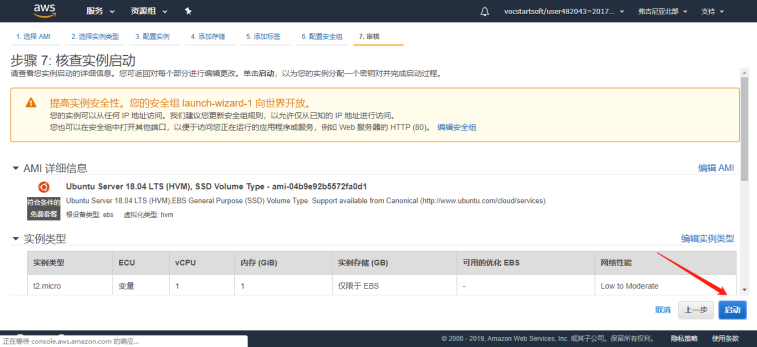 aws 服务 资源组 vocstartsoft/user482043=2017... 弗吉尼亚北部 支持
1. 选择 AMI 2. 选择实例类型 3. 配置实例 4. 添加存储 5. 添加标签 6. 配置安全组 7. 审核
步骤 7: 核查实例启动
请查看您实例启动的详细信息。您可返回对每个部分进行编辑更改。单击启动，以为您的实例分配一个密钥对并完成启动过程。
提高实例安全性。您的安全组 launch-wizard-1 向世界开放。
您的实例可以从任何 IP 地址访问。我们建议您更新安全组规则，以允许仅从已知的 IP 地址进行访问。
您也可以在安全组中打开其他端口，以便于访问您正在运行的应用程序或服务，例如 Web 服务器的 HTTP (80)。 编辑安全组
AMI 详细信息 编辑 AMI
Ubuntu Server 18.04 LTS (HVM), SSD Volume Type - ami-04b9e92b5572fa0d1
符合条件的
免费套餐
Ubuntu Server 18.04 LTS (HVM),EBS General Purpose (SSD) Volume Type. Support available from Canonical (http://www.ubuntu.com/cloud/services).
根设备类型: ebs 虚拟化类型: hvm
实例类型 编辑实例类型
实例类型 ECU vCPU 内存 (GiB) 实例存储 (GB) 可用的优化 EBS 网络性能
t2.micro 变量 1 1 仅限于 EBS - Low to Moderate
取消 上一步 启动
正在等待 console.aws.amazon.com 的响应... © 2008 - 2019, Amazon Web Services, Inc. 或其子公司。保留所有权利。 隐私策略 使用条款